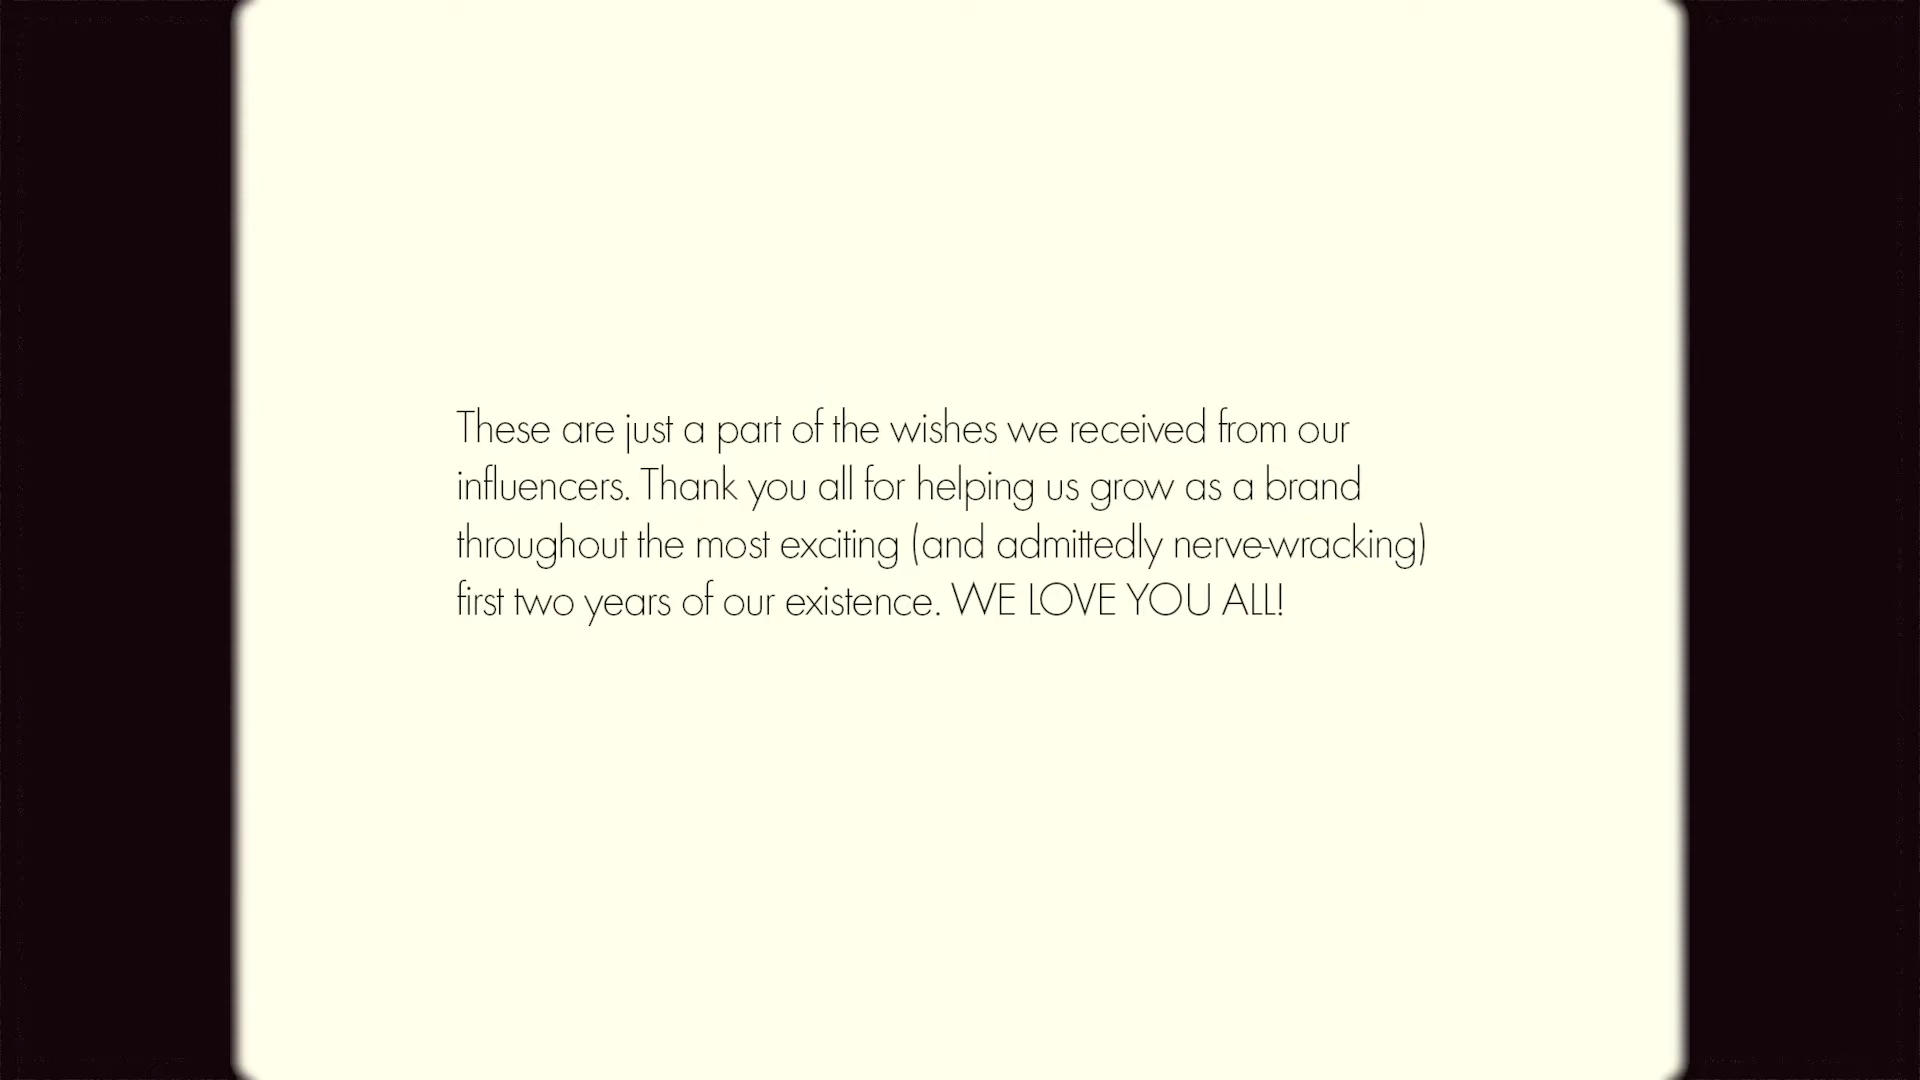 These are just a part of the wishes we received from our
influencers. Thank you all for helping us grow as a brand
throughout the most exciting (and admittedly nerve-wracking)
first two years of our existence. WE LOVE YOU ALL!